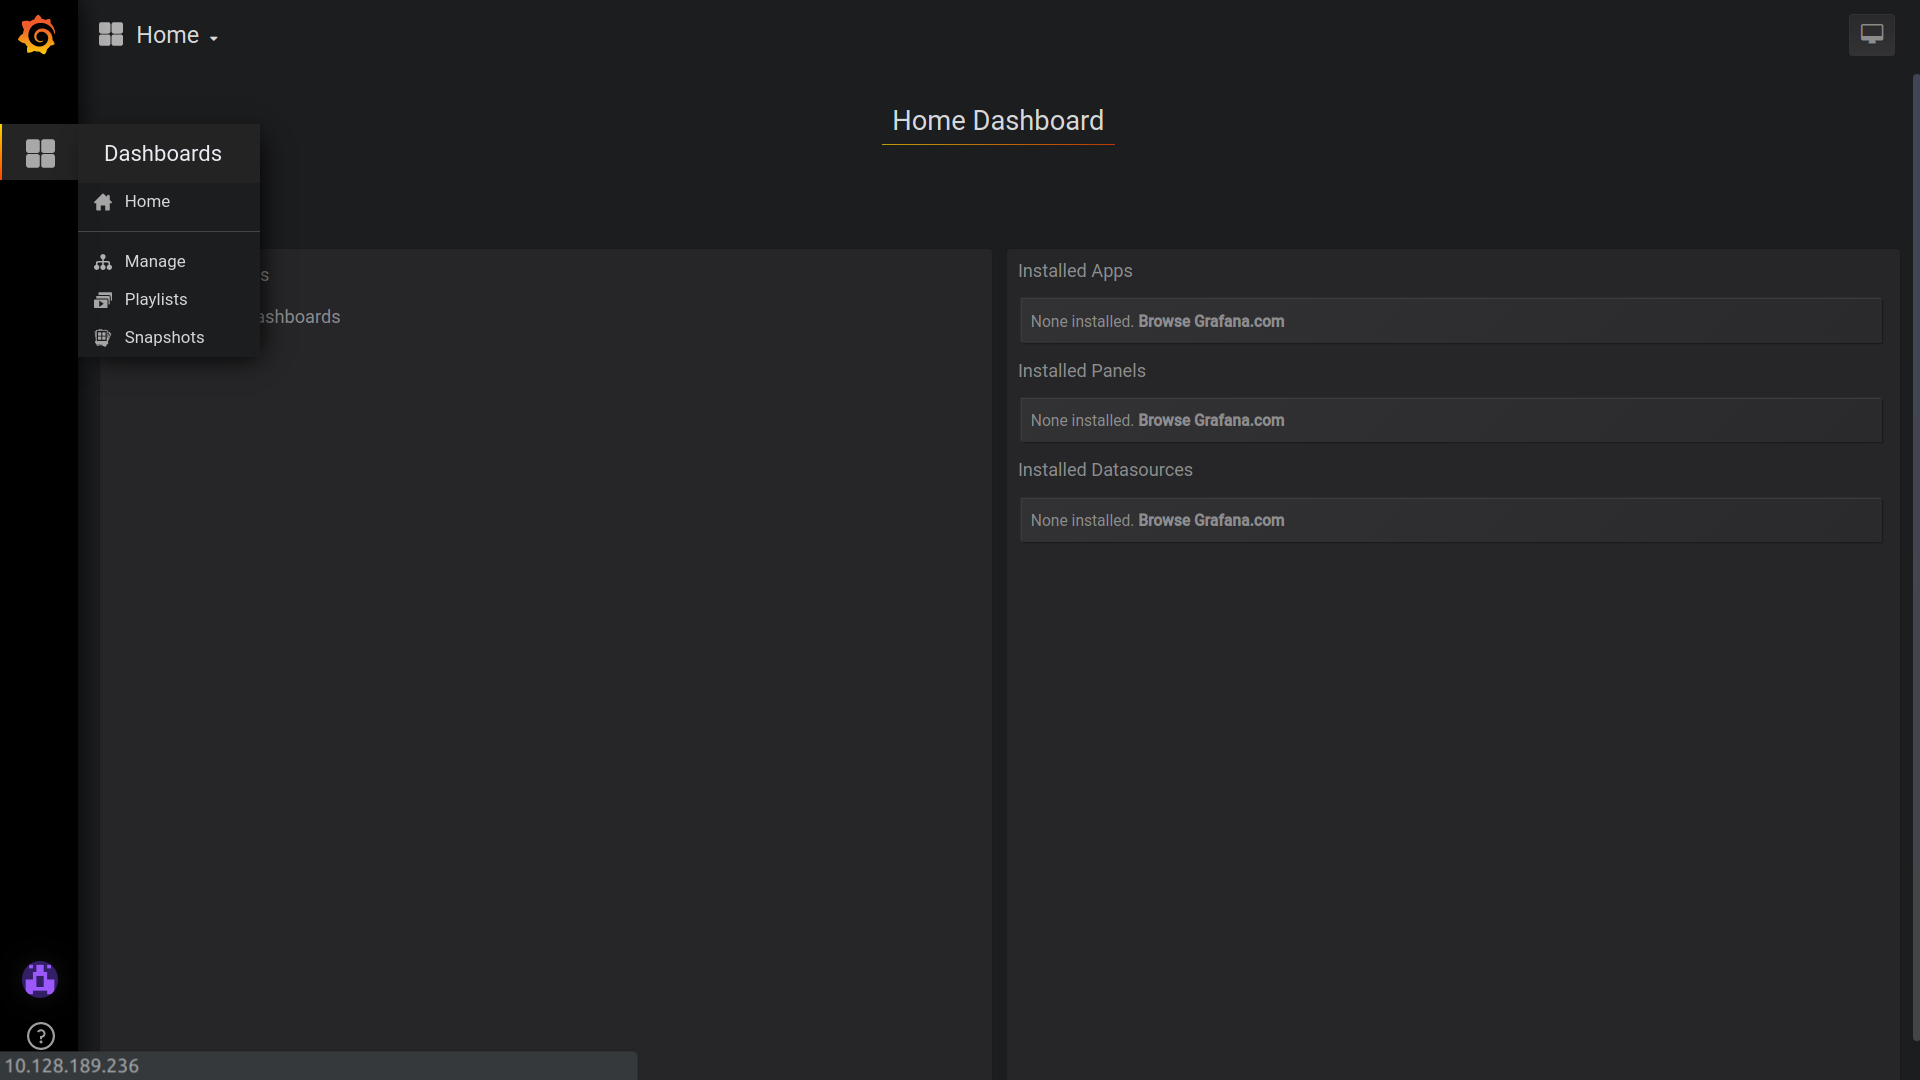 Home
Home Dashboard
Dashboards
Home
Manage
Playlists
Snapshots
s
ashboards
Installed Apps
None installed. Browse Grafana.com
Installed Panels
None installed. Browse Grafana.com
Installed Datasources
None installed. Browse Grafana.com
?
10.128.189.236